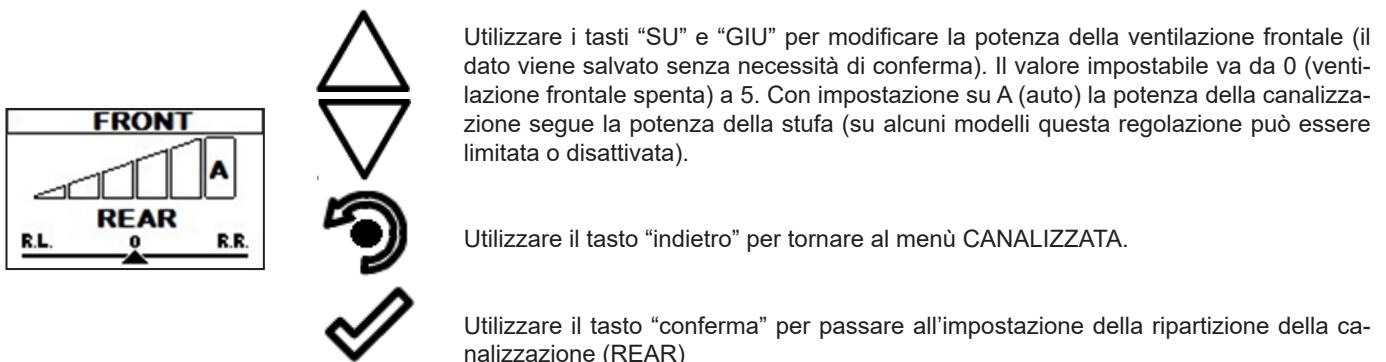 FRONT
A
REAR
R.L. 0 R.R.
Utilizzare i tasti “SU” e “GIU” per modificare la potenza della ventilazione frontale (il
dato viene salvato senza necessità di conferma). Il valore impostabile va da 0 (venti-
lazione frontale spenta) a 5. Con impostazione su A (auto) la potenza della canalizza-
zione segue la potenza della stufa (su alcuni modelli questa regolazione può essere
limitata o disattivata).
Utilizzare il tasto “indietro” per tornare al menù CANALIZZATA.
Utilizzare il tasto “conferma” per passare all’impostazione della ripartizione della ca-
nalizzazione (REAR)